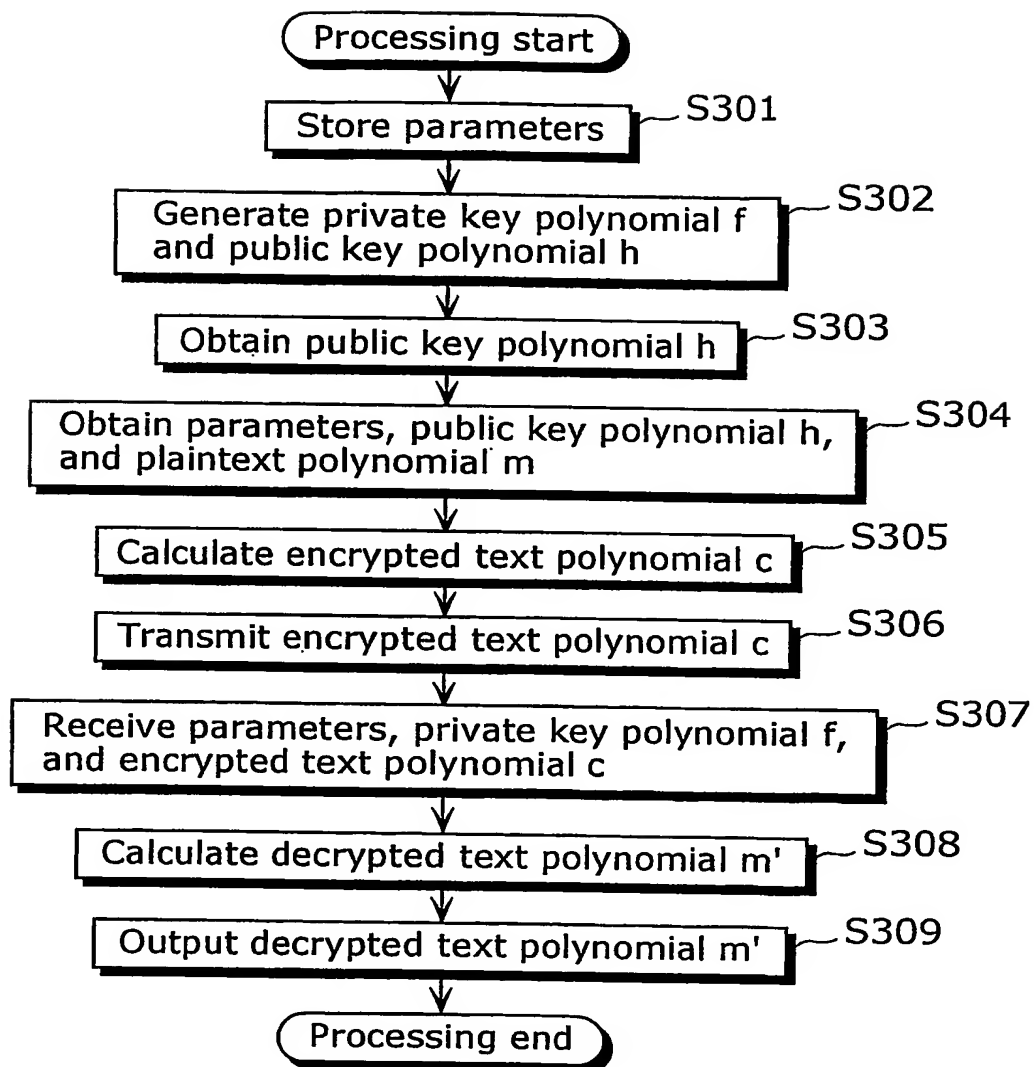 Processing start
Store parameters
S301
Generate private key polynomial f
and public key polynomial h
S302
Obtain public key polynomial h
S303
Obtain parameters, public key polynomial h,
and plaintext polynomial m
S304
Calculate encrypted text polynomial c
S305
Transmit encrypted text polynomial c
S306
Receive parameters, private key polynomial f,
and encrypted text polynomial c
S307
Calculate decrypted text polynomial m'
S308
Output decrypted text polynomial m'
S309
Processing end